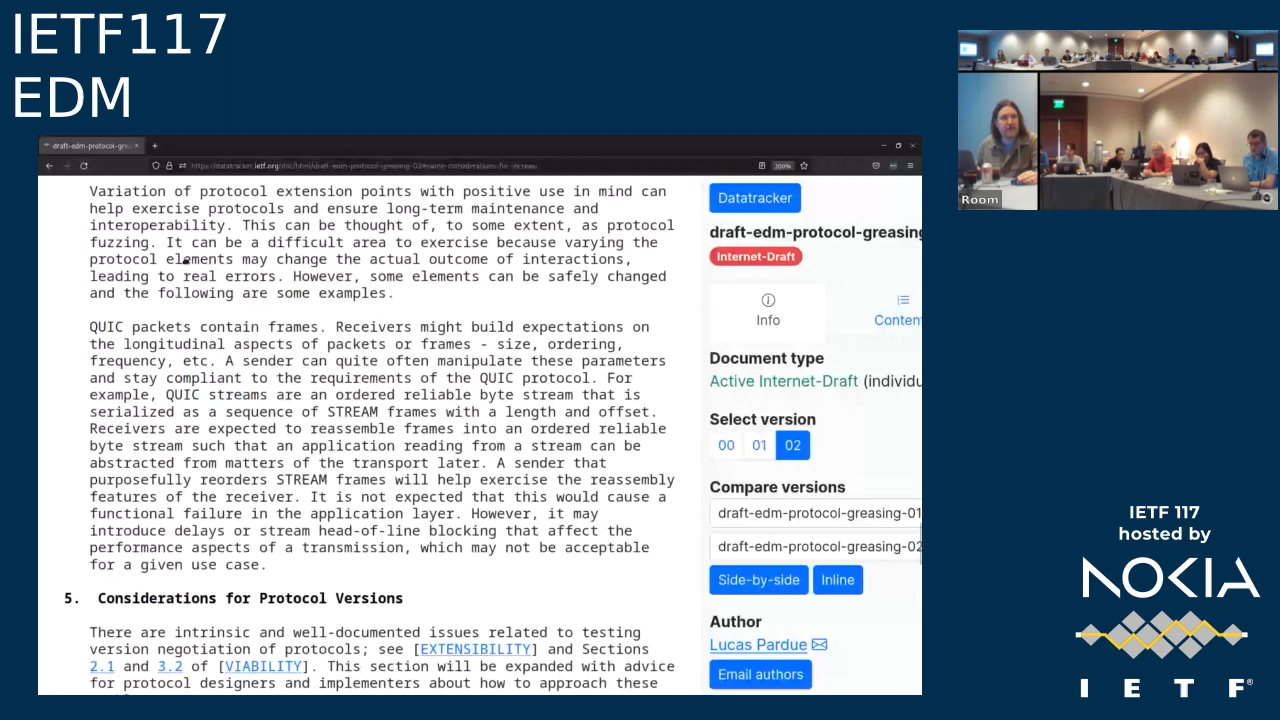 IETF117
EDM
draft-edm-protocol-grea
https://datatracker.ietf.org/doc/html/draft-edm-protocol-greasing-02
300%
Variation of protocol extension points with positive use in mind can
help exercise protocols and ensure long-term maintenance and
interoperability. This can be thought of, to some extent, as protocol
fuzzing. It can be a difficult area to exercise because varying the
protocol elements may change the actual outcome of interactions,
leading to real errors. However, some elements can be safely changed
and the following are some examples.
QUIC packets contain frames. Receivers might build expectations on
the longitudinal aspects of packets or frames - size, ordering,
frequency, etc. A sender can quite often manipulate these parameters
and stay compliant to the requirements of the QUIC protocol. For
example, QUIC streams are an ordered reliable byte stream that is
serialized as a sequence of STREAM frames with a length and offset.
Receivers are expected to reassemble frames into an ordered reliable
byte stream such that an application reading from a stream can be
abstracted from matters of the transport later. A sender that
purposefully reorders STREAM frames will help exercise the reassembly
features of the receiver. It is not expected that this would cause a
functional failure in the application layer. However, it may
introduce delays or stream head-of-line blocking that affect the
performance aspects of a transmission, which may not be acceptable
for a given use case.
5. Considerations for Protocol Versions
There are intrinsic and well-documented issues related to testing
version negotiation of protocols; see [EXTENSIBILITY] and Sections
2.1 and 3.2 of [VIABILITY]. This section will be expanded with advice
for protocol designers and implementers about how to approach these
Datatracker
draft-edm-protocol-greasing
Internet-Draft
Info
Conten
Document type
Active Internet-Draft (individu
Select version
00 01 02
Compare versions
draft-edm-protocol-greasing-01
draft-edm-protocol-greasing-02
Side-by-side Inline
Author
Lucas Pardue
Email authors
Room
IETF 117
hosted by
NOKIA
I E T F®